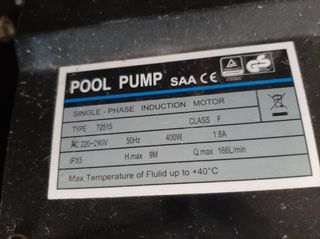 POOL PUMP SAA CE
SINGLE-PHASE INDUCTION MOTOR
TYPE 72515 CLASS F
AC 220-240V 50Hz 400W 1.8A
IPX5 H.max 9M Q.max 166L/min
Max Temperature of Flulid up to +40°C